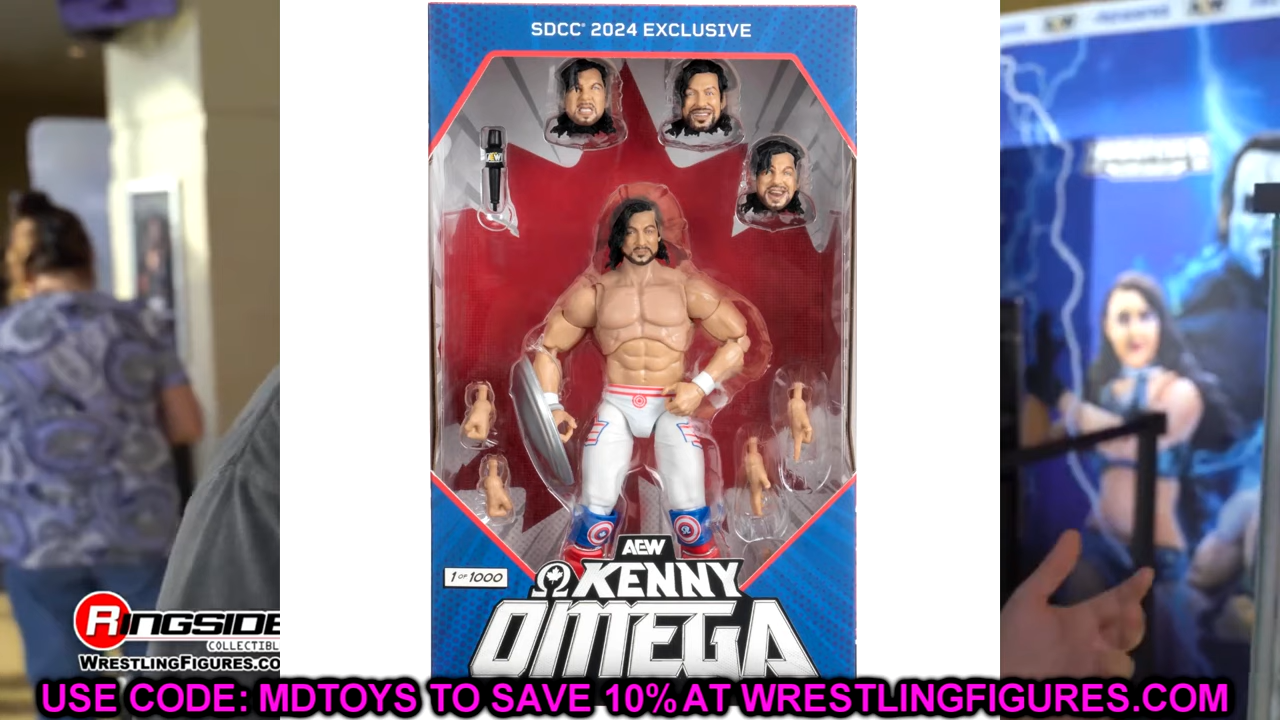 SDCC® 2024 EXCLUSIVE
AEW
AEW
1 OF 1000
KENNY
OMEGA
RINGSIDE
COLLECTIBL
WRESTLINGFIGURES.CO
USE CODE: MDTOYS TO SAVE 10% AT WRESTLINGFIGURES.COM